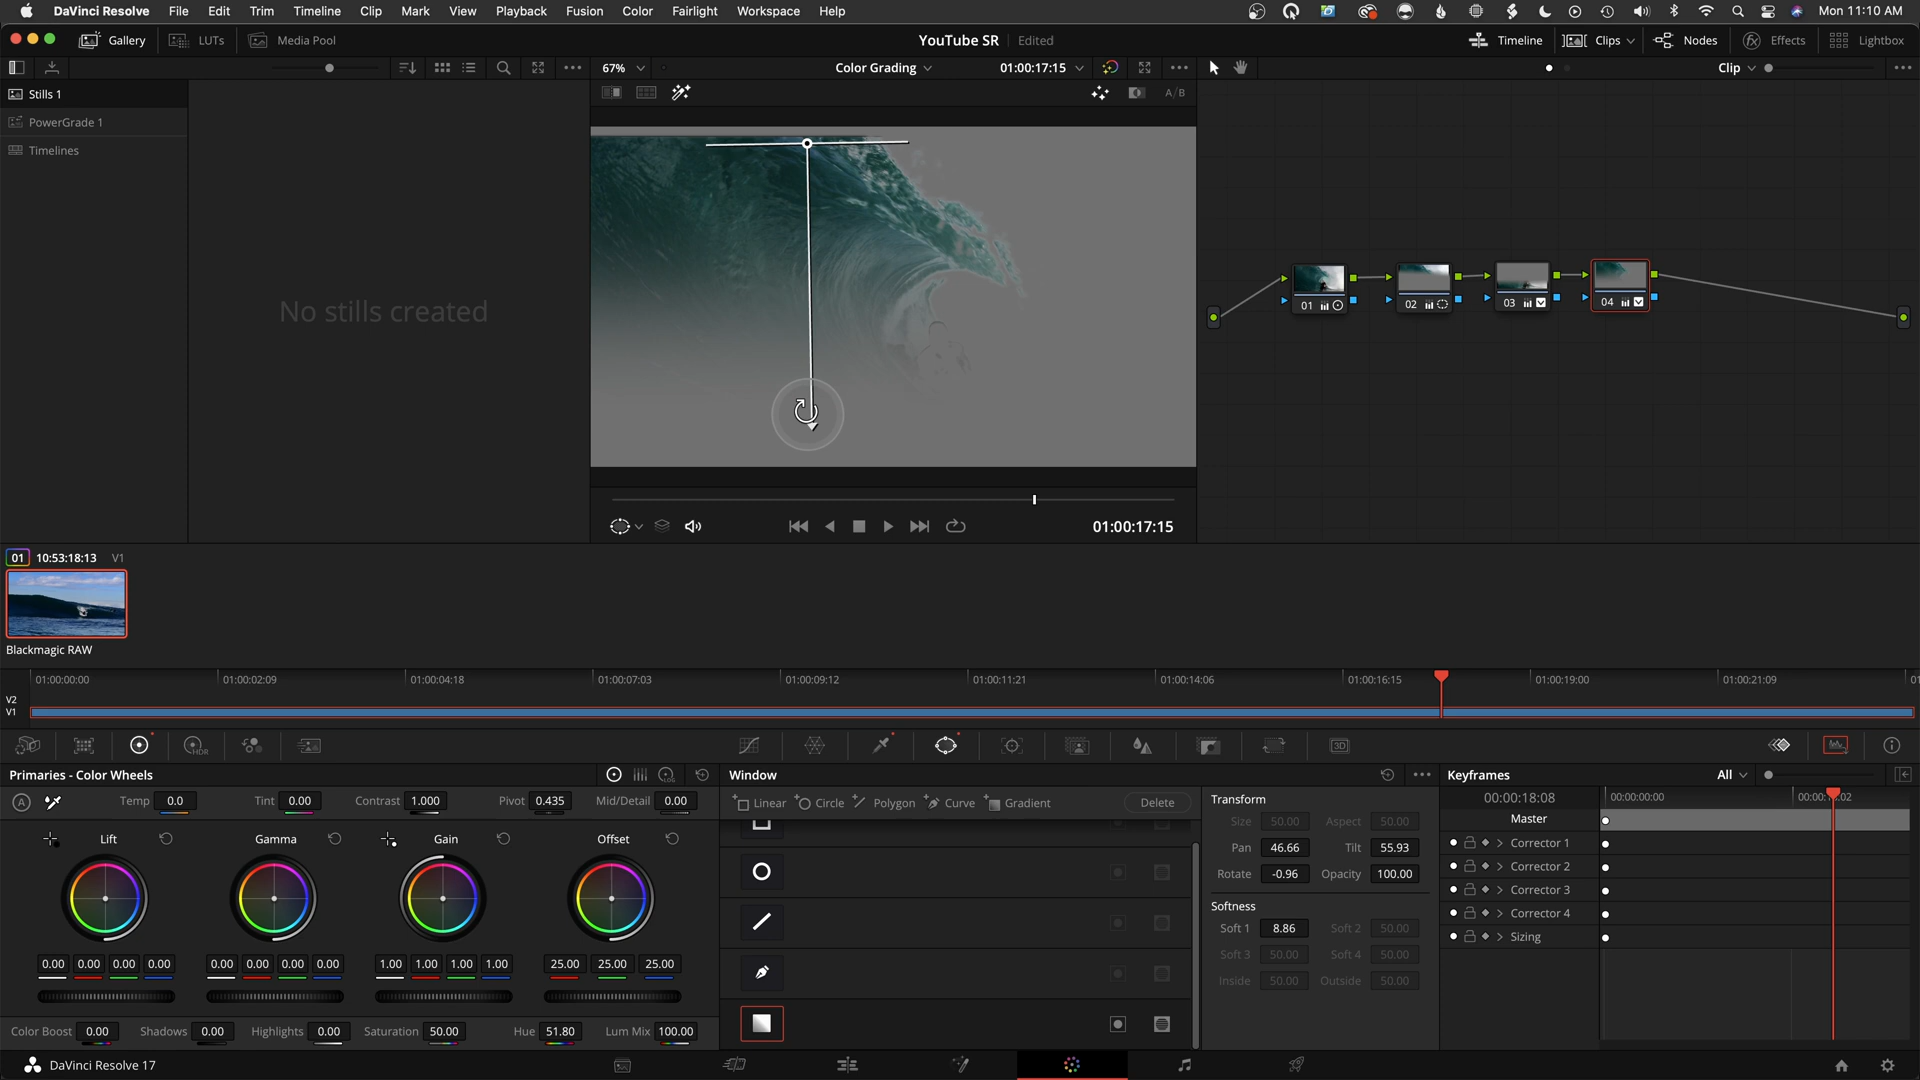 DaVinci Resolve File Edit Trim Timeline Clip Mark View Playback Fusion Color Fairlight Workspace Help Mon 11:10 AM
Gallery LUTs Media Pool YouTube SR Edited Timeline Clips Nodes Effects Lightbox
67% Color Grading 01:00:17:15 Clip
Stills 1
A/B
PowerGrade 1
Timelines
No stills created
01 02 03 04
01:00:17:15
01 10:53:18:13 V1
Blackmagic RAW
01:00:00:00 01:00:02:09 01:00:04:18 01:00:07:03 01:00:09:12 01:00:11:21 01:00:14:06 01:00:16:15 01:00:19:00 01:00:21:09 01
V2
V1
HDR 3D
Primaries - Color Wheels LOG Window Keyframes All
A Temp 0.0 Tint 0.00 Contrast 1.000 Pivot 0.435 Mid/Detail 0.00
Linear Circle Polygon Curve Gradient Delete
Transform
00:00:18:08 00:00:00:00
Size 50.00 Aspect 50.00
Master
Lift Gamma Gain Offset
Pan 46.66 Tilt 55.93
Corrector 1
Rotate -0.96 Opacity 100.00
Corrector 2
Corrector 3
Softness
Corrector 4
Soft 1 8.86 Soft 2 50.00
Sizing
Soft 3 50.00 Soft 4 50.00
0.00 0.00 0.00 0.00 0.00 0.00 0.00 0.00 1.00 1.00 1.00 1.00 25.00 25.00 25.00
Inside 50.00 Outside 50.00
Color Boost 0.00 Shadows 0.00 Highlights 0.00 Saturation 50.00 Hue 51.80 Lum Mix 100.00
DaVinci Resolve 17